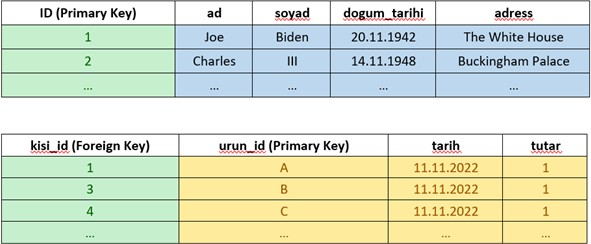 ID (Primary Key) ad soyad dogum_tarihi adress
1 Joe Biden 20.11.1942 The White House
2 Charles III 14.11.1948 Buckingham Palace
... ... ... ... ...
kisi_id (Foreign Key) urun_id (Primary Key) tarih tutar
1 A 11.11.2022 1
3 B 11.11.2022 1
4 C 11.11.2022 1
... ... ... ...